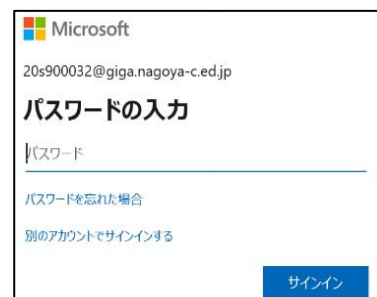 Microsoft
20s900032@giga.nagoya-c.ed.jp
パスワードの入力
パスワード
パスワードを忘れた場合
別のアカウントでサインインする
サインイン